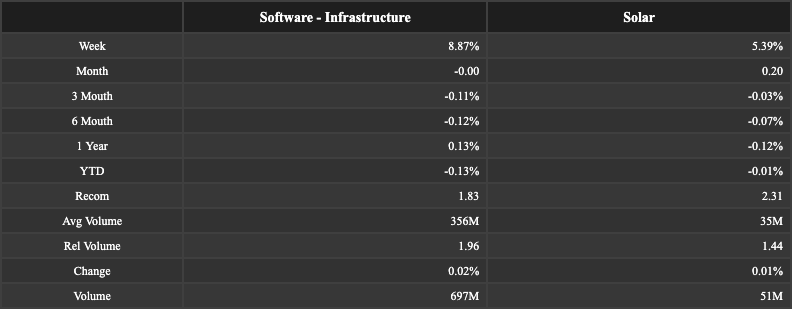 Software - Infrastructure Solar
Week 8.87% 5.39%
Month -0.00 0.20
3 Mouth -0.11% -0.03%
6 Mouth -0.12% -0.07%
1 Year 0.13% -0.12%
YTD -0.13% -0.01%
Recom 1.83 2.31
Avg Volume 356M 35M
Rel Volume 1.96 1.44
Change 0.02% 0.01%
Volume 697M 51M